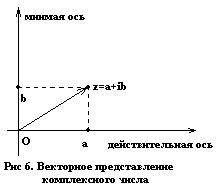 мнимая ось
z=a+ib
b
O
a
действительная ось
Рис 6. Векторное представление
комплексного числа